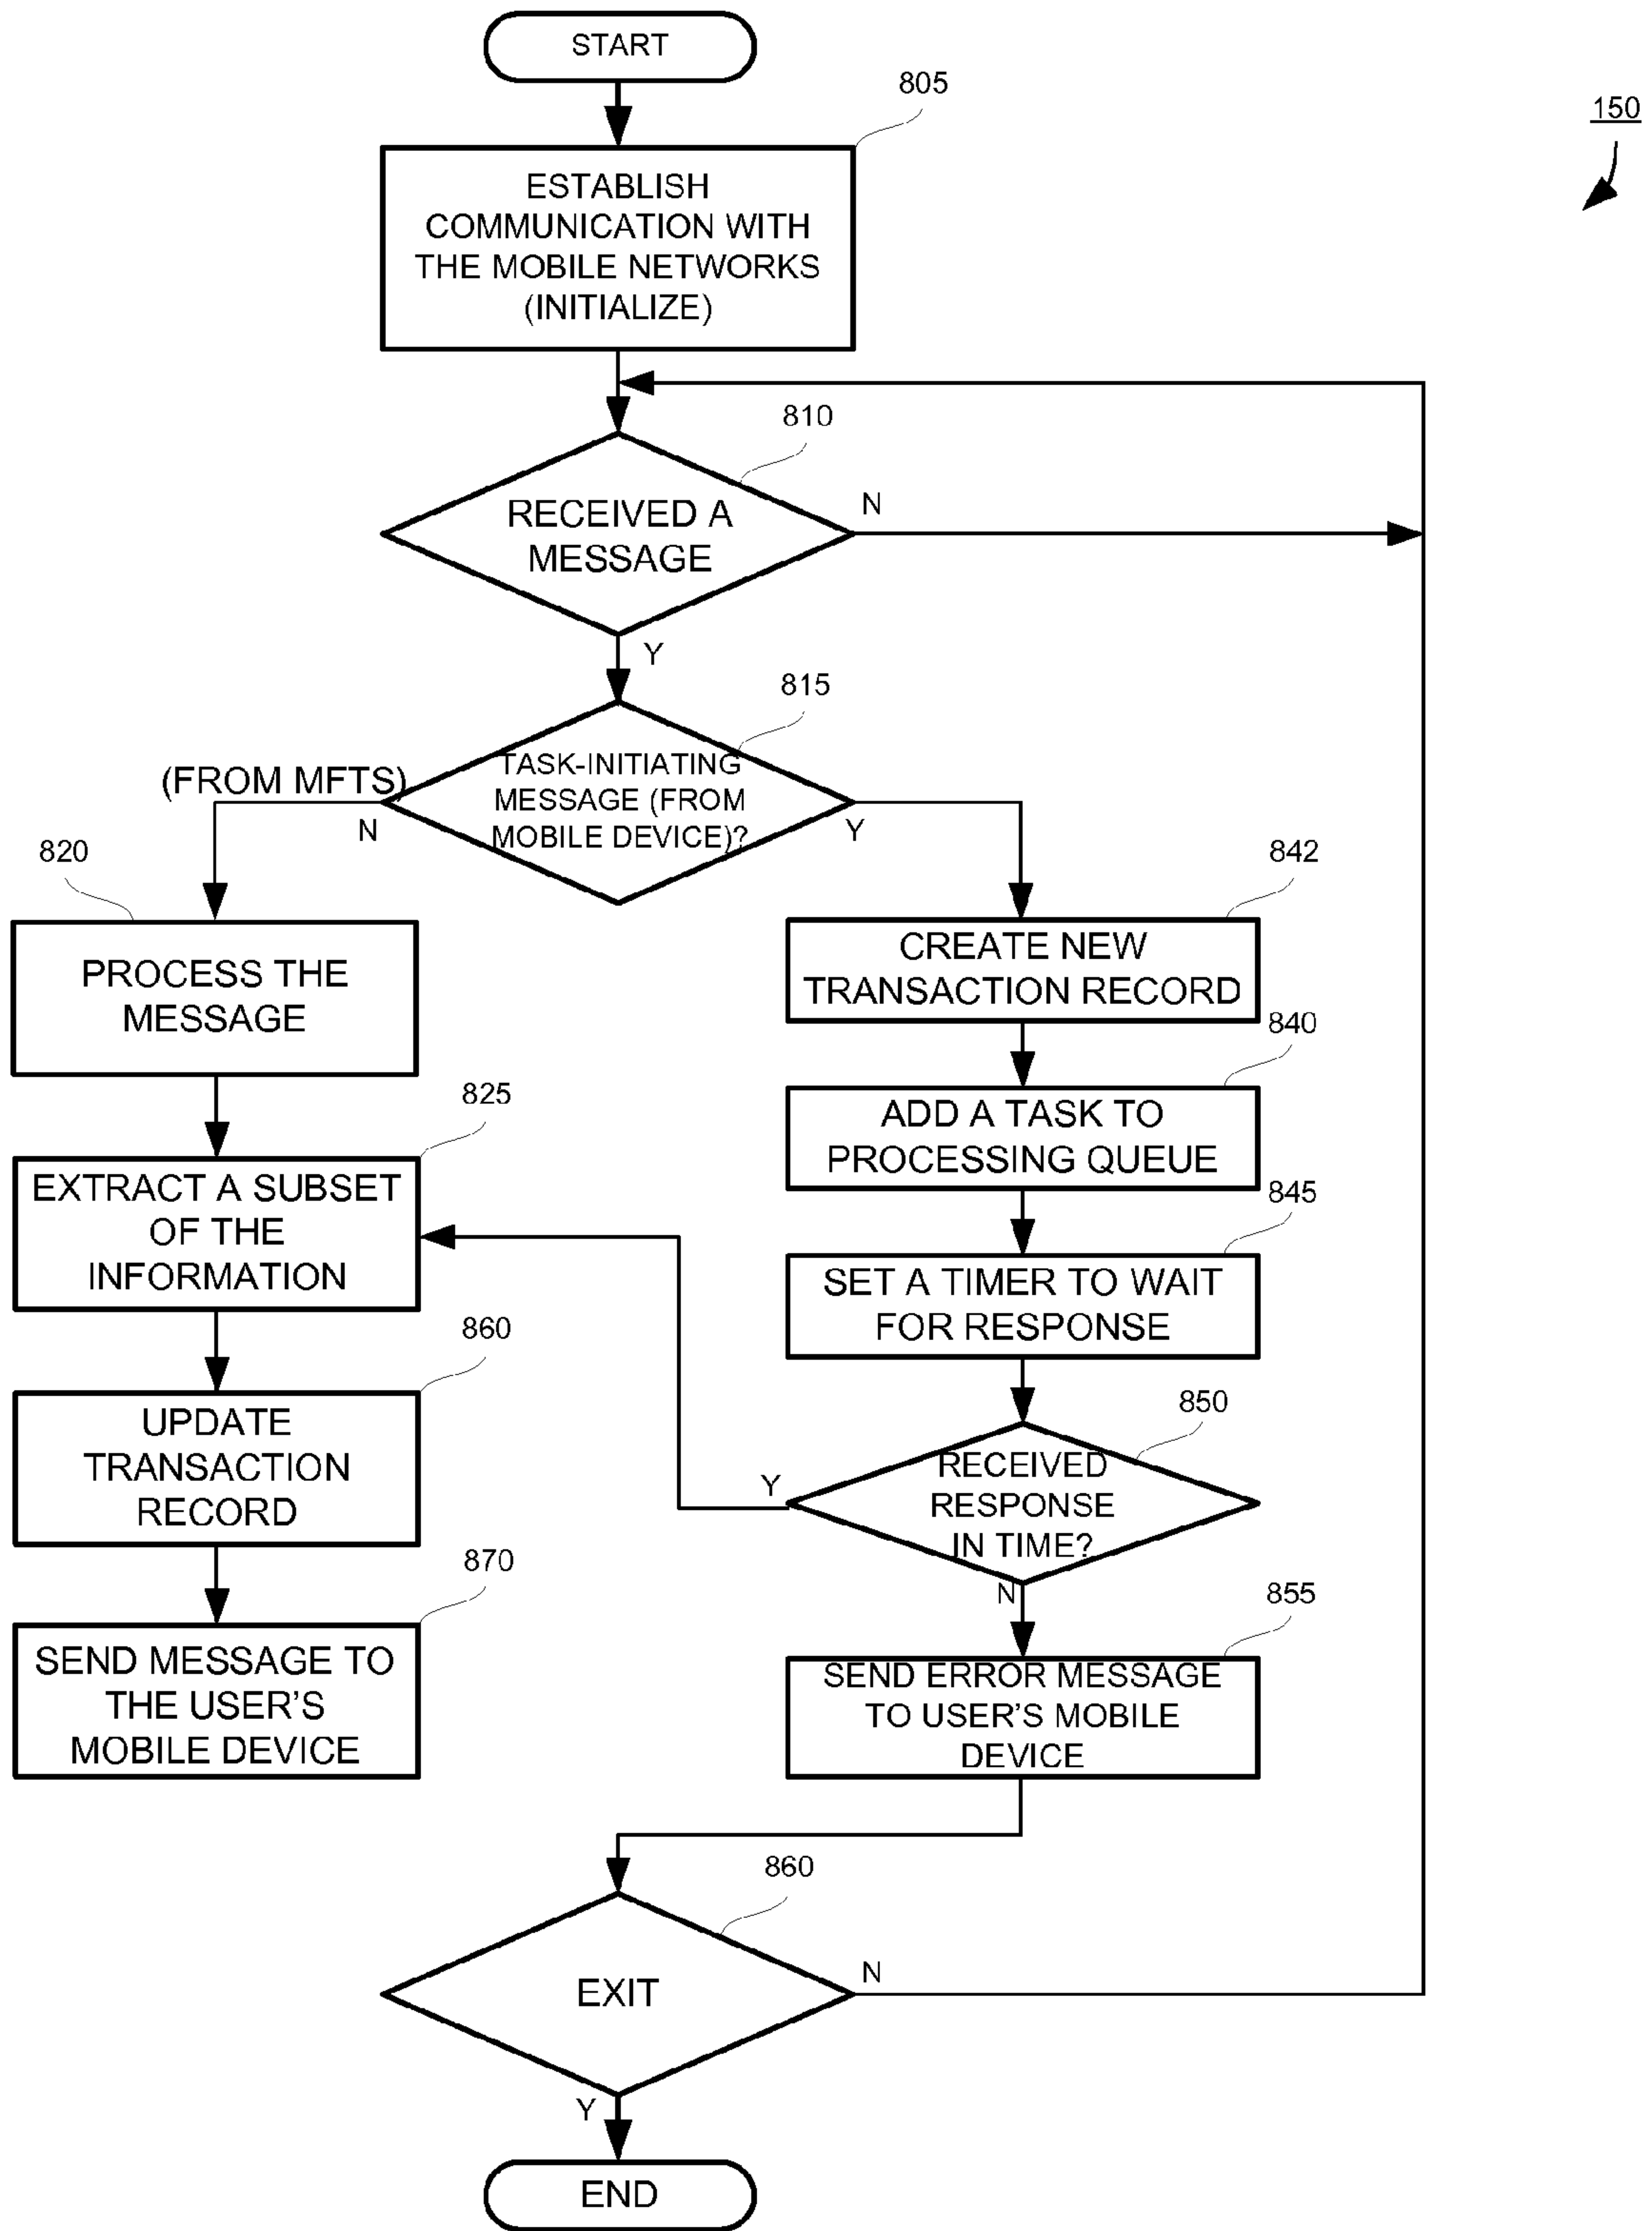 START
805
150
ESTABLISH
COMMUNICATION WITH
THE MOBILE NETWORKS
(INITIALIZE)
810
RECEIVED A
MESSAGE
N
Y
815
(FROM MFTS)
TASK-INITIATING
MESSAGE (FROM
MOBILE DEVICE)?
N
Y
820
PROCESS THE
MESSAGE
842
CREATE NEW
TRANSACTION RECORD
840
ADD A TASK TO
PROCESSING QUEUE
825
EXTRACT A SUBSET
OF THE
INFORMATION
845
SET A TIMER TO WAIT
FOR RESPONSE
860
UPDATE
TRANSACTION
RECORD
850
RECEIVED
RESPONSE
IN TIME?
Y
N
870
SEND MESSAGE TO
THE USER'S
MOBILE DEVICE
855
SEND ERROR MESSAGE
TO USER'S MOBILE
DEVICE
860
EXIT
N
Y
END